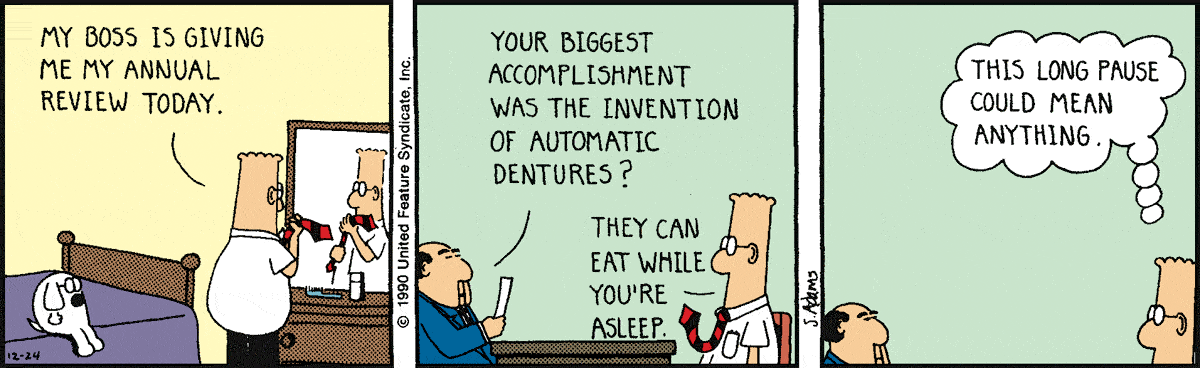 MY BOSS IS GIVING
ME MY ANNUAL
REVIEW TODAY.
12-24
© 1990 United Feature Syndicate, Inc.
YOUR BIGGEST
ACCOMPLISHMENT
WAS THE INVENTION
OF AUTOMATIC
DENTURES?
THEY CAN
EAT WHILE
YOU'RE
ASLEEP.
S. Adams
THIS LONG PAUSE
COULD MEAN
ANYTHING.